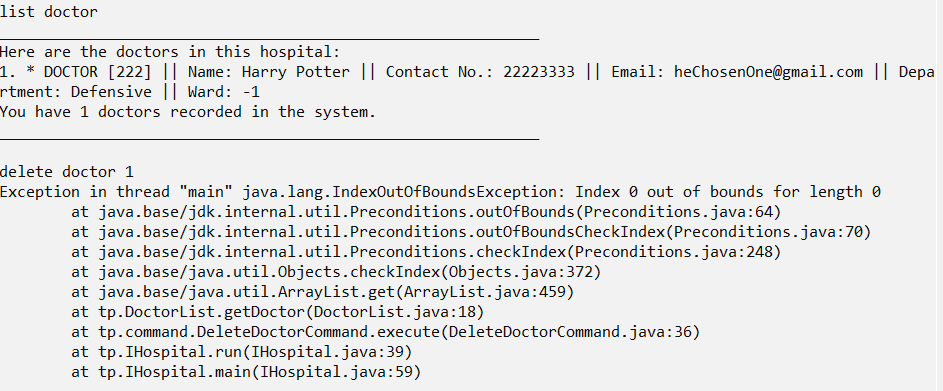 list doctor
____________________________________________________________
Here are the doctors in this hospital:
1. * DOCTOR [222] || Name: Harry Potter || Contact No.: 22223333 || Email: heChosenOne@gmail.com || Depa
rtment: Defensive || Ward: -1
You have 1 doctors recorded in the system.
____________________________________________________________
delete doctor 1
Exception in thread "main" java.lang.IndexOutOfBoundsException: Index 0 out of bounds for length 0
at java.base/jdk.internal.util.Preconditions.outOfBounds(Preconditions.java:64)
at java.base/jdk.internal.util.Preconditions.outOfBoundsCheckIndex(Preconditions.java:70)
at java.base/jdk.internal.util.Preconditions.checkIndex(Preconditions.java:248)
at java.base/java.util.Objects.checkIndex(Objects.java:372)
at java.base/java.util.ArrayList.get(ArrayList.java:459)
at tp.DoctorList.getDoctor(DoctorList.java:18)
at tp.command.DeleteDoctorCommand.execute(DeleteDoctorCommand.java:36)
at tp.IHospital.run(IHospital.java:39)
at tp.IHospital.main(IHospital.java:59)